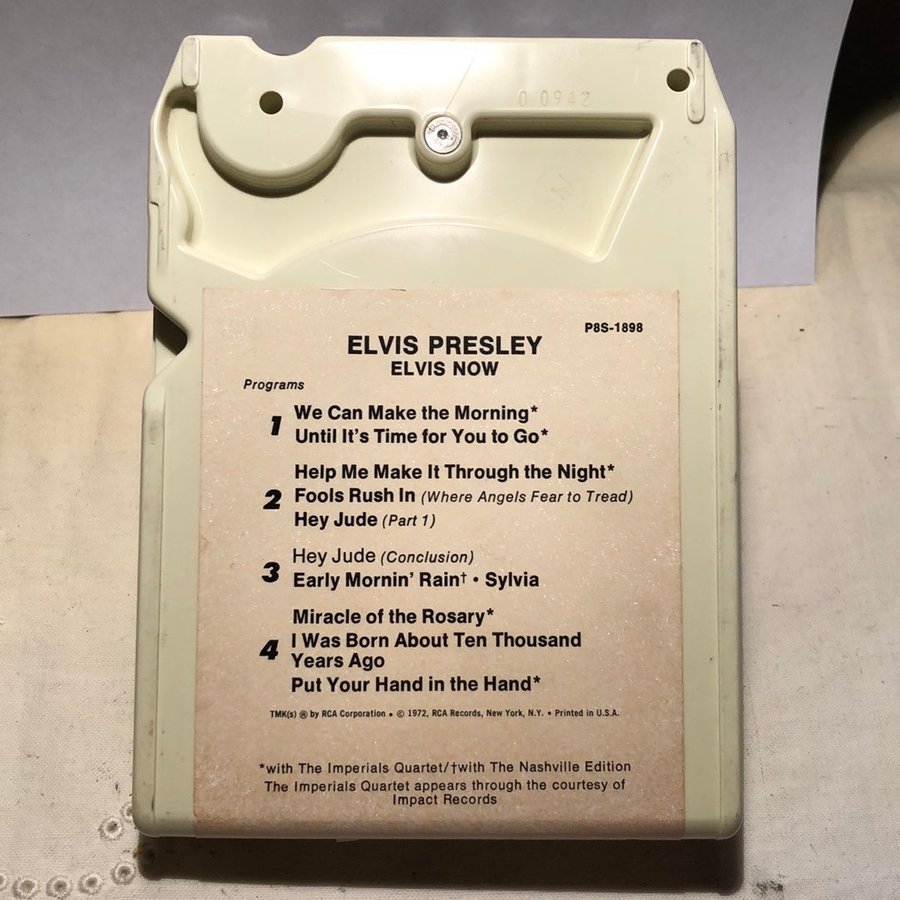 0 0942
P8S-1898
ELVIS PRESLEY
ELVIS NOW
Programs
1 We Can Make the Morning*
Until It's Time for You to Go*
Help Me Make It Through the Night*
2 Fools Rush In (Where Angels Fear to Tread)
Hey Jude (Part 1)
Hey Jude (Conclusion)
3 Early Mornin' Rain† • Sylvia
Miracle of the Rosary*
4 I Was Born About Ten Thousand
Years Ago
Put Your Hand in the Hand*
TMK(s) ® by RCA Corporation • © 1972, RCA Records, New York, N.Y. • Printed in U.S.A.
*with The Imperials Quartet/†with The Nashville Edition
The Imperials Quartet appears through the courtesy of
Impact Records